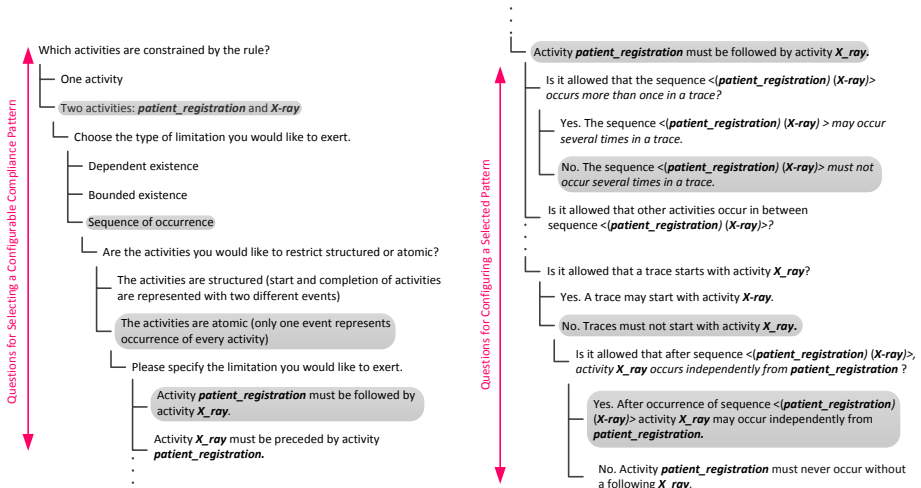 Questions for Selecting a Configurable Compliance Pattern
Which activities are constrained by the rule?
One activity
Two activities: patient_registration and X-ray
Choose the type of limitation you would like to exert.
Dependent existence
Bounded existence
Sequence of occurrence
Are the activities you would like to restrict structured or atomic?
The activities are structured (start and completion of activities
are represented with two different events)
The activities are atomic (only one event represents
occurrence of every activity)
Please specify the limitation you would like to exert.
Activity patient_registration must be followed by
activity X_ray.
Activity X_ray must be preceded by activity
patient_registration.
Questions for Configuring a Selected Pattern
Activity patient_registration must be followed by activity X_ray.
Is it allowed that the sequence <(patient_registration) (X-ray)>
occurs more than once in a trace?
Yes. The sequence <(patient_registration) (X-ray) > may occur
several times in a trace.
No. The sequence <(patient_registration) (X-ray)> must not
occur several times in a trace.
Is it allowed that other activities occur in between
sequence <(patient_registration) (X-ray)>?
Is it allowed that a trace starts with activity X_ray?
Yes. A trace may start with activity X-ray.
No. Traces must not start with activity X_ray.
Is it allowed that after sequence <(patient_registration) (X-ray)>,
activity X_ray occurs independently from patient_registration ?
Yes. After occurrence of sequence <(patient_registration)
(X-ray)> activity X_ray may occur independently from
patient_registration.
No. Activity patient_registration must never occur without
a following X_ray.